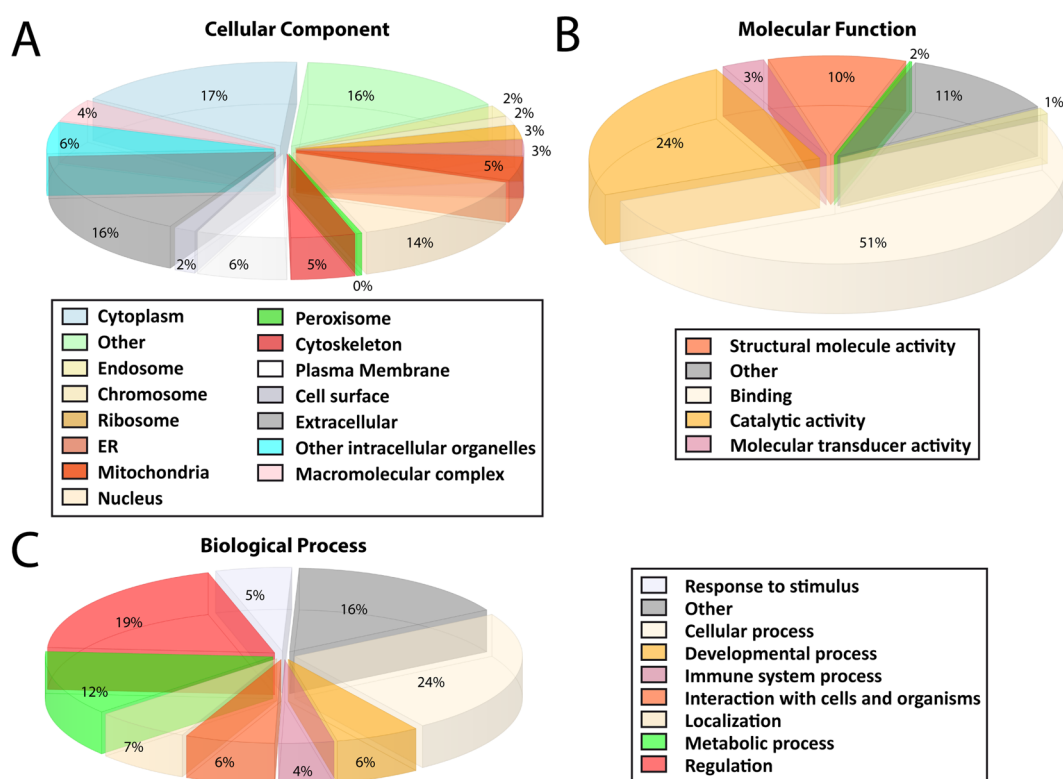 A
Cellular Component
17%
16%
2%
2%
3%
3%
5%
14%
0%
5%
6%
2%
16%
6%
4%
Cytoplasm
Other
Endosome
Chromosome
Ribosome
ER
Mitochondria
Nucleus
Peroxisome
Cytoskeleton
Plasma Membrane
Cell surface
Extracellular
Other intracellular organelles
Macromolecular complex
B
Molecular Function
3%
10%
2%
11%
1%
24%
51%
Structural molecule activity
Other
Binding
Catalytic activity
Molecular transducer activity
C
Biological Process
5%
16%
19%
24%
12%
7%
6%
4%
6%
Response to stimulus
Other
Cellular process
Developmental process
Immune system process
Interaction with cells and organisms
Localization
Metabolic process
Regulation